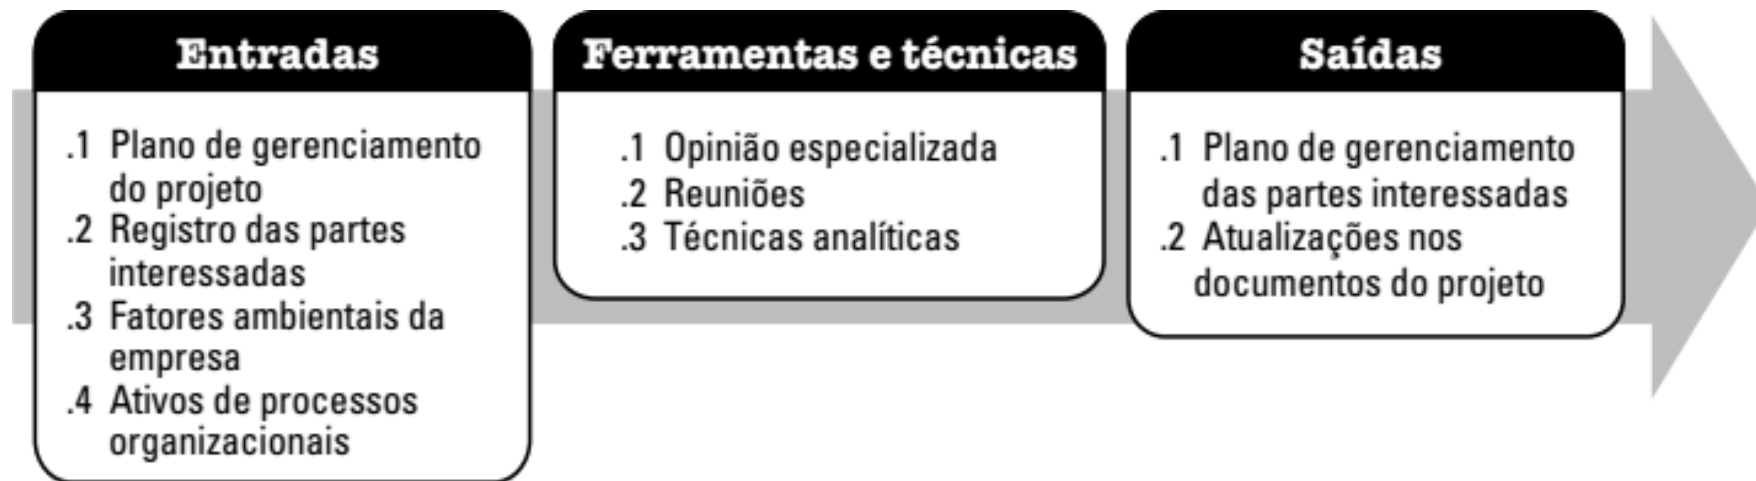 Entradas
.1 Plano de gerenciamento
do projeto
.2 Registro das partes
interessadas
.3 Fatores ambientais da
empresa
.4 Ativos de processos
organizacionais
Ferramentas e técnicas
.1 Opinião especializada
.2 Reuniões
.3 Técnicas analíticas
Saídas
.1 Plano de gerenciamento
das partes interessadas
.2 Atualizações nos
documentos do projeto